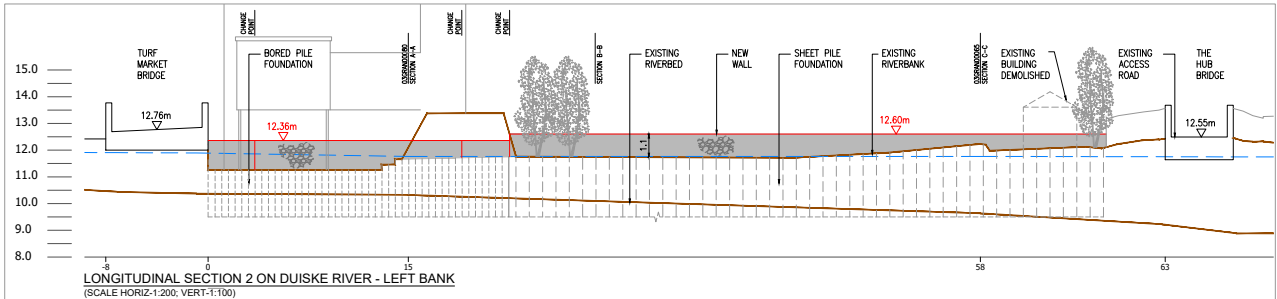 CHANGE
POINT
CHANGE
POINT
CHANGE
POINT
OZGRAND0080
SECTION A-A
SECTION B-B
OZGRAND0065
SECTION C-C
TURF
MARKET
BRIDGE
BORED PILE
FOUNDATION
EXISTING
RIVERBED
NEW
WALL
SHEET PILE
FOUNDATION
EXISTING
RIVERBANK
EXISTING
BUILDING
DEMOLISHED
EXISTING
ACCESS
ROAD
THE
HUB
BRIDGE
15.0
14.0
13.0
12.0
11.0
10.0
9.0
8.0
12.76m
12.36m
12.60m
12.55m
1.1
-8
0
15
58
63
LONGITUDINAL SECTION 2 ON DUISKE RIVER - LEFT BANK
(SCALE HORIZ-1:200; VERT-1:100)